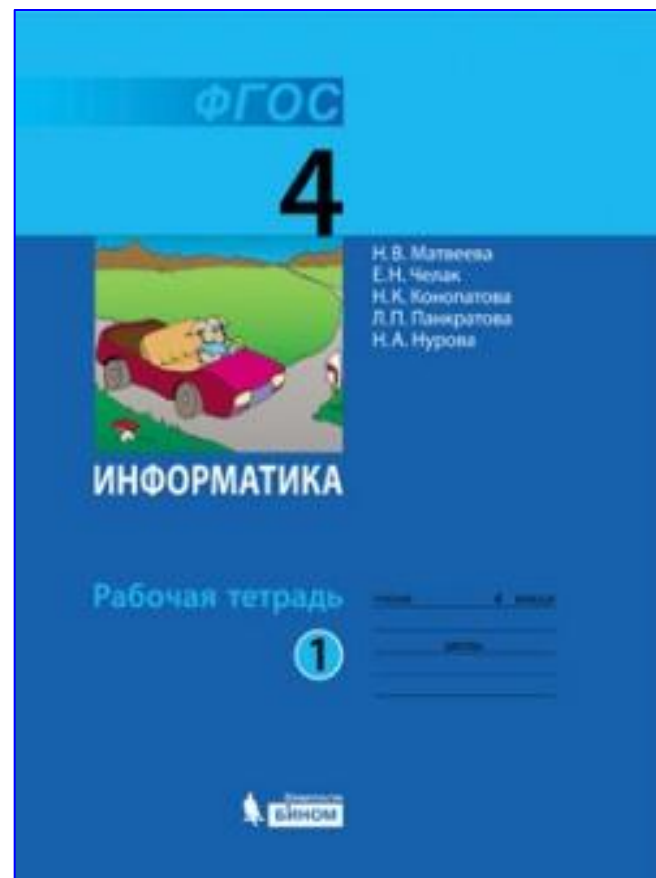 ФГОС
4
Н. В. Матвеева
Е. Н. Челак
Н. К. Конопатова
Л. П. Панкратова
Н. А. Нурова
ИНФОРМАТИКА
Рабочая тетрадь
1
БИНОМ